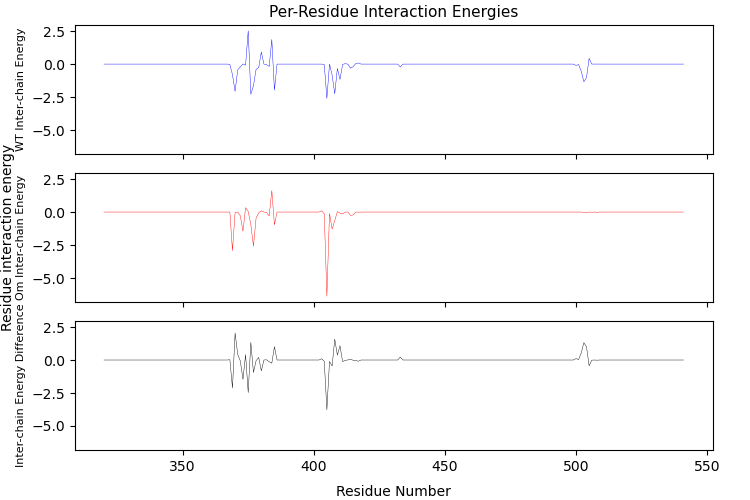 Per-Residue Interaction Energies
Residue interaction energy
WT Inter-chain Energy
2.5
0.0
−2.5
−5.0
Om Inter-chain Energy
2.5
0.0
−2.5
−5.0
Inter-chain Energy Difference
2.5
0.0
−2.5
−5.0
350
400
450
500
550
Residue Number